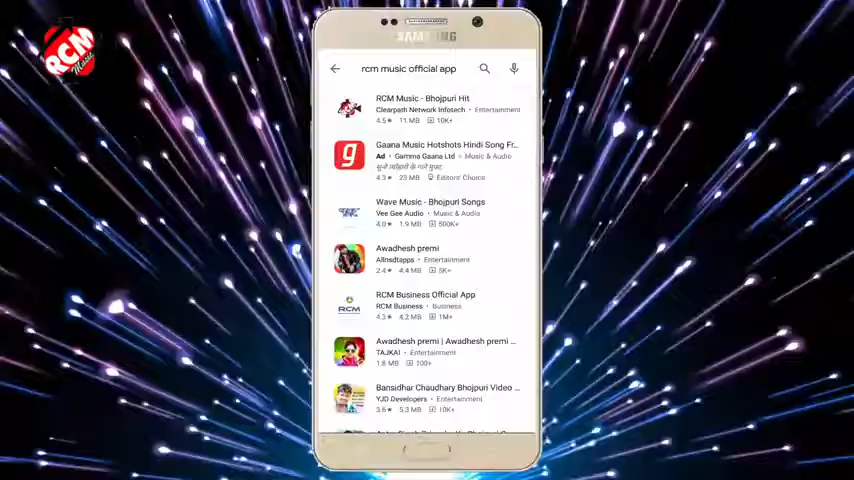 RCM
Music
SAMSUNG
rcm music official app
RCM Music - Bhojpuri Hit
Clearpath Network Infotech • Entertainment
4.5★ 11 MB 10K+
g
Gaana Music Hotshots Hindi Song Fr...
Ad • Gamma Gaana Ltd • Music & Audio
4.3★ 23 MB Editors' Choice
Wave Music - Bhojpuri Songs
Vee Gee Audio • Music & Audio
4.0★ 1.9 MB 500K+
Awadhesh premi
Allnsdtapps • Entertainment
2.4★ 4.4 MB 5K+
RCM Business Official App
RCM Business • Business
RCM
4.3★ 4.2 MB 1M+
Awadhesh premi | Awadhesh premi ...
TAJKAI • Entertainment
1.8 MB 100+
Bansidhar Chaudhary Bhojpuri Video ...
YJD Developers • Entertainment
3.6★ 5.3 MB 10K+